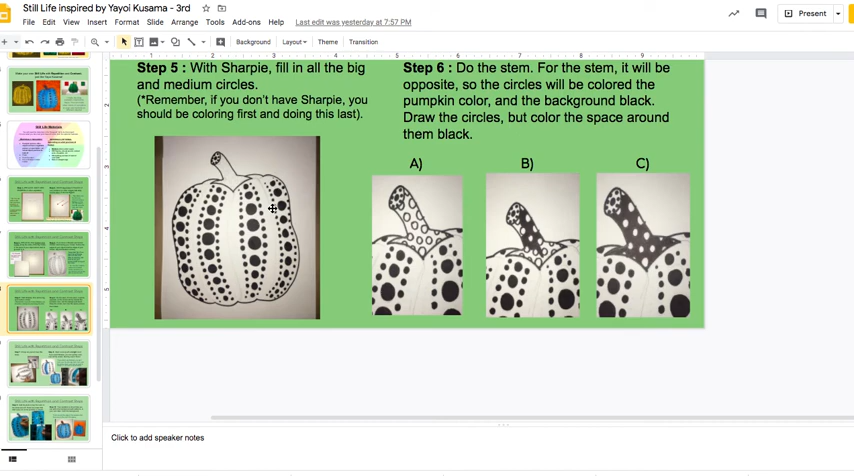 Still Life inspired by Yayoi Kusama - 3rd
File Edit View Insert Format Slide Arrange Tools Add-ons Help Last edit was yesterday at 7:57 PM
Present
Background Layout Theme Transition
Step 5 : With Sharpie, fill in all the big
and medium circles.
(*Remember, if you don't have Sharpie, you
should be coloring first and doing this last).
Step 6 : Do the stem. For the stem, it will be
opposite, so the circles will be colored the
pumpkin color, and the background black.
Draw the circles, but color the space around
them black.
A) B) C)
Click to add speaker notes